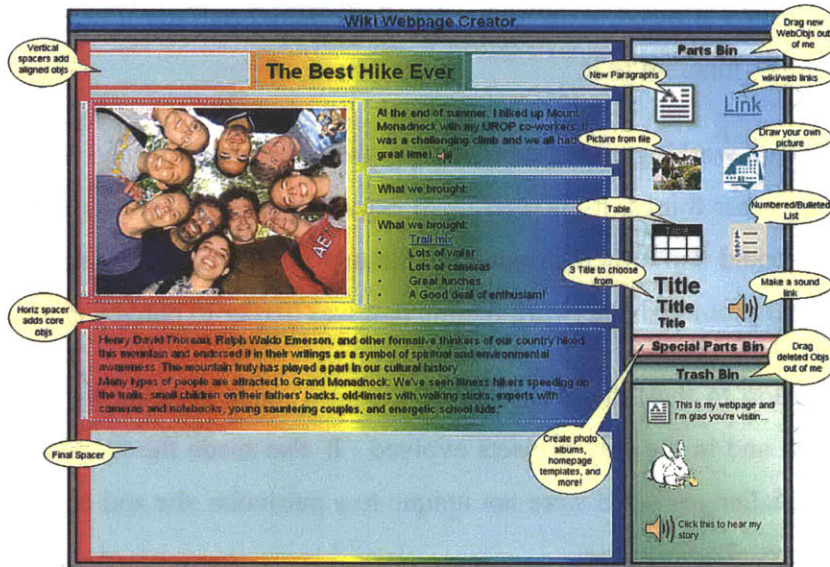 Wiki Webpage Creator
Vertical
spacers add
aligned objs
The Best Hike Ever
At the end of summer, I hiked up Mount
Monadnock with my UROP co-workers. It
was a challenging climb and we all had
great time!
What we brought:
What we brought:
• Trail mix
• Lots of water
• Lots of cameras
• Great lunches
• A Good deal of enthusiam!
Horiz spacer
adds core
objs
Henry David Thoreau, Ralph Waldo Emerson, and other formative thinkers of our country hiked
this mountain and endorsed it in their writings as a symbol of spiritual and environmental
awareness. The mountain truly has played a part in our cultural history
Many types of people are attracted to Grand Monadnock. We've seen fitness hikers speeding up
the trails, small children on their fathers' backs, old-timers with walking sticks, experts with
cameras and notebooks, young sauntering couples, and energetic school kids."
Final Spacer
Drag new
WebObjs out
of me
Parts Bin
New Paragraphs
wiki/web links
Link
Picture from file
Draw your own
picture
Table
Table
Numbered/Bulleted
List
3 Title to choose
from
Title
Title
Title
Make a sound
link
Special Parts Bin
Drag
deleted Objs
out of me
Trash Bin
This is my webpage and
I'm glad you're visitin...
Create photo
albums,
homepage
templates, and
more!
Click this to hear my
story